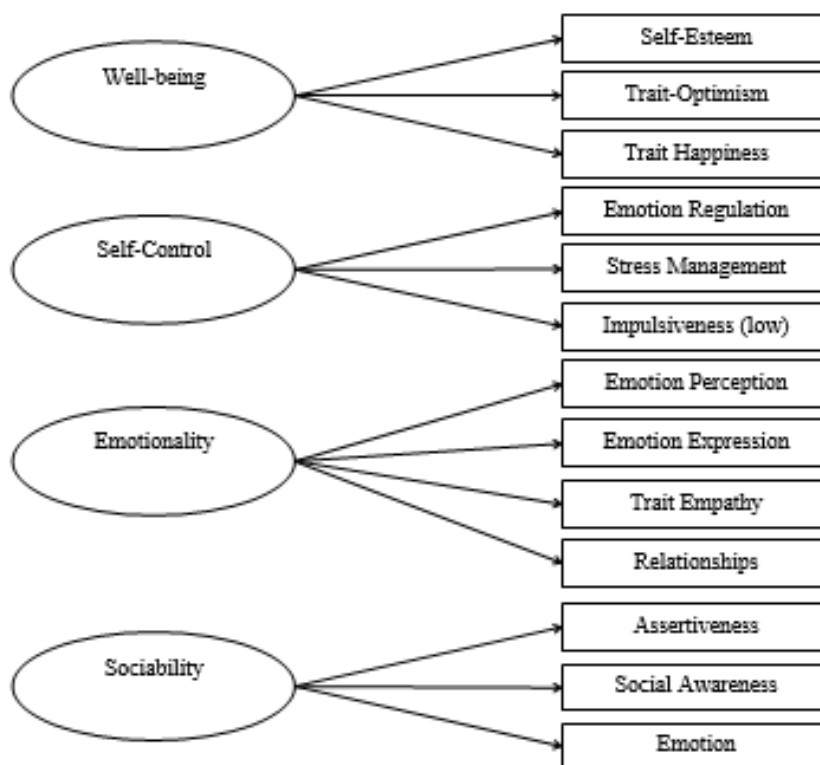 Well-being
Self-Esteem
Trait-Optimism
Trait Happiness
Self-Control
Emotion Regulation
Stress Management
Impulsiveness (low)
Emotionality
Emotion Perception
Emotion Expression
Trait Empathy
Relationships
Sociability
Assertiveness
Social Awareness
Emotion